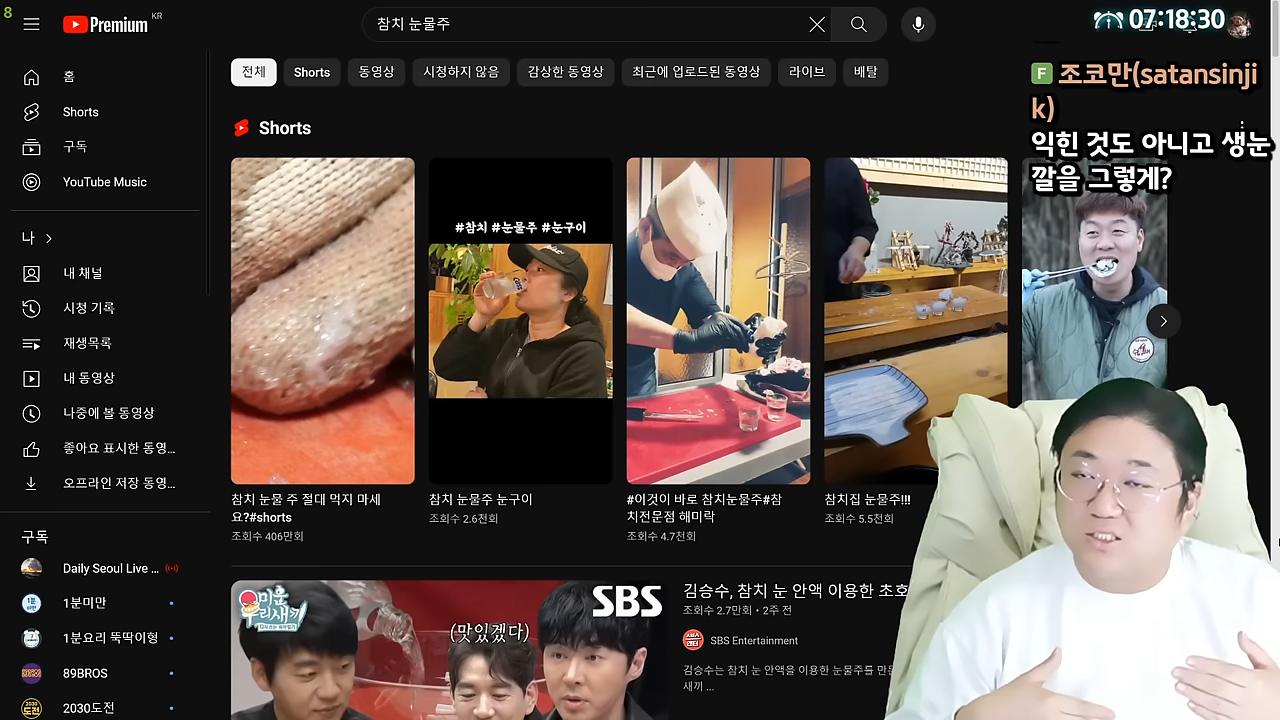 8
Premium KR
참치 눈물주
07:18:30
홈
Shorts
구독
YouTube Music
나
내 채널
시청 기록
재생목록
내 동영상
나중에 볼 동영상
좋아요 표시한 동영...
오프라인 저장 동영...
구독
Daily Seoul Live ...
1분미만
1분요리 뚝딱이형
89BROS
2030도전
전체
Shorts
동영상
시청하지 않음
감상한 동영상
최근에 업로드된 동영상
라이브
배탈
F 조코만(satansinji
k)
익힌 것도 아니고 생눈
깔을 그렇게?
Shorts
#참치 #눈물주 #눈구이
참치 눈물 주 절대 먹지 마세
요?#shorts
조회수 406만회
참치 눈물주 눈구이
조회수 2.6천회
#이것이 바로 참치눈물주#참
치전문점 해미락
조회수 4.7천회
참치집 눈물주!!!
조회수 5.5천회
미운
우리새끼
(맛있겠다)
SBS
김승수, 참치 눈 안액 이용한 초호
조회수 2.7만회 • 2주 전
SBS Entertainment
김승수는 참치 눈 안액을 이용한 눈물주를 만든
새끼 ...